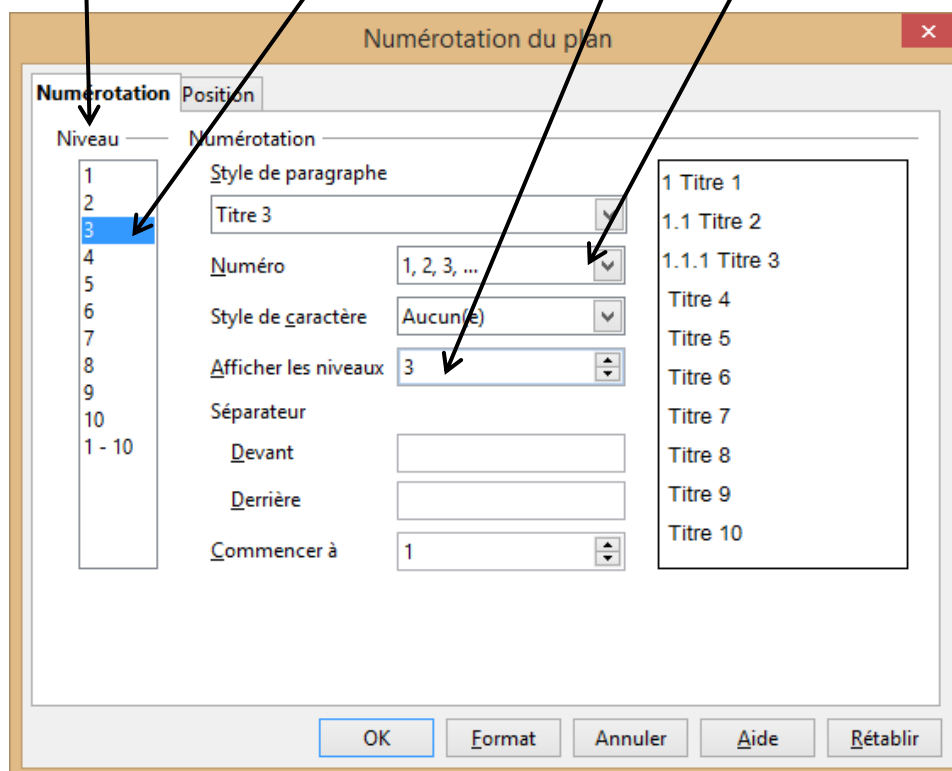 Numérotation du plan
Numérotation Position
Niveau
1
2
3
4
5
6
7
8
9
10
1 - 10
Numérotation
Style de paragraphe
Titre 3
Numéro 1, 2, 3, ...
Style de caractère Aucun(e)
Afficher les niveaux 3
Séparateur
Devant
Derrière
Commencer à 1
1 Titre 1
1.1 Titre 2
1.1.1 Titre 3
Titre 4
Titre 5
Titre 6
Titre 7
Titre 8
Titre 9
Titre 10
OK Format Annuler Aide Rétablir